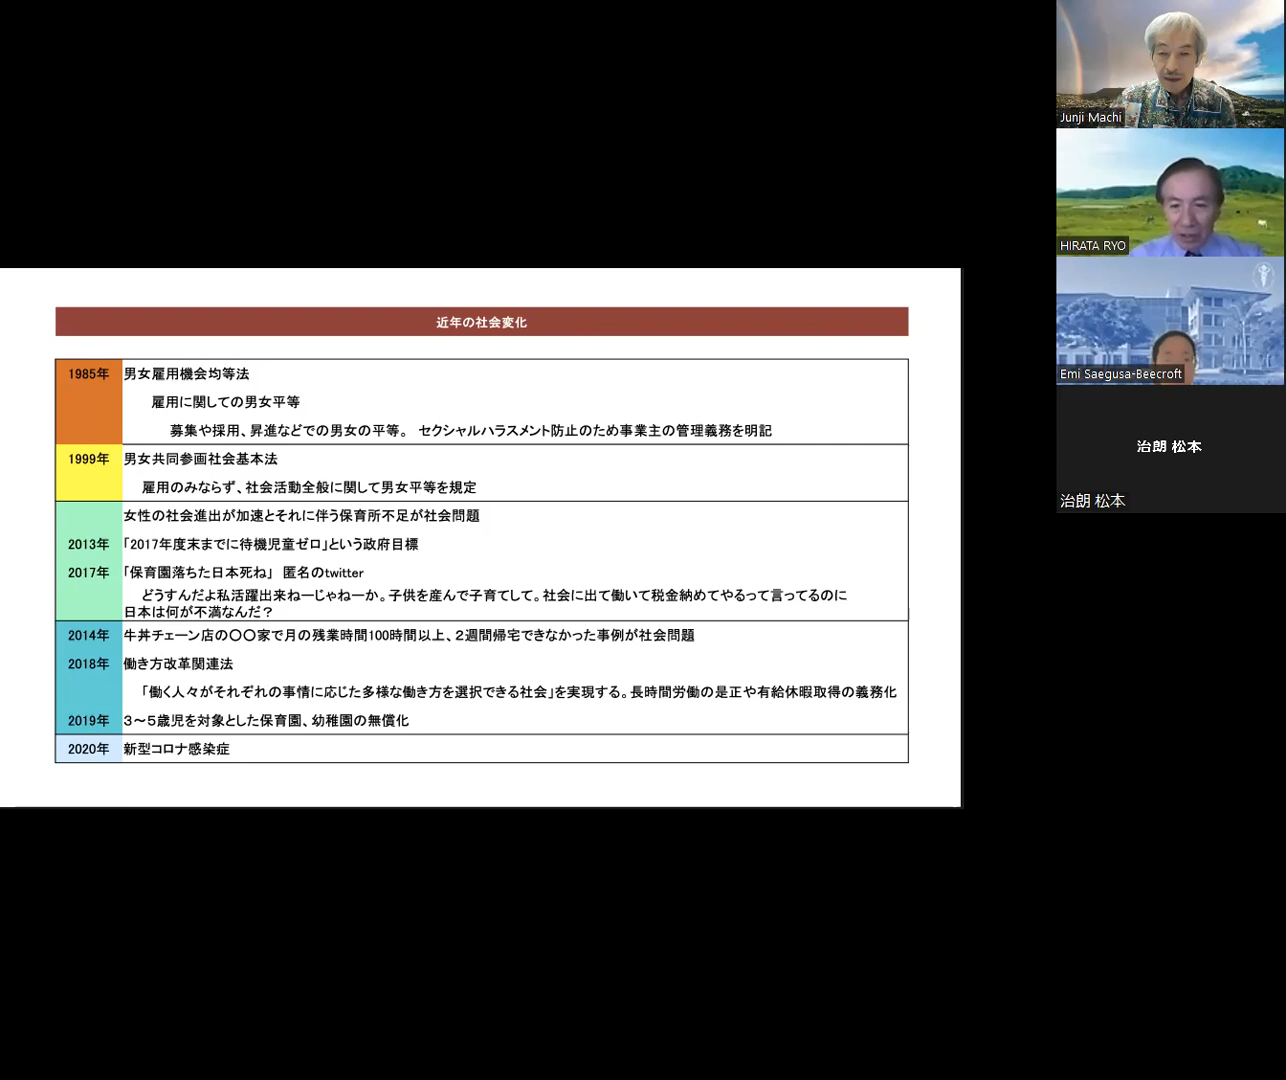 近年の社会変化
1985年 男女雇用機会均等法
雇用に関しての男女平等
募集や採用、昇進などでの男女の平等。 セクシャルハラスメント防止のため事業主の管理義務を明記
1999年 男女共同参画社会基本法
雇用のみならず、社会活動全般に関して男女平等を規定
女性の社会進出が加速とそれに伴う保育所不足が社会問題
2013年 「2017年度末までに待機児童ゼロ」という政府目標
2017年 「保育園落ちた日本死ね」 匿名のtwitter
どうすんだよ私活躍出来ねーじゃねーか。子供を産んで子育てして。社会に出て働いて税金納めてやるって言ってるのに
日本は何が不満なんだ？
2014年 牛丼チェーン店の〇〇家で月の残業時間100時間以上、２週間帰宅できなかった事例が社会問題
2018年 働き方改革関連法
「働く人々がそれぞれの事情に応じた多様な働き方を選択できる社会」を実現する。長時間労働の是正や有給休暇取得の義務化
2019年 ３～５歳児を対象とした保育園、幼稚園の無償化
2020年 新型コロナ感染症
Junji Machi
HIRATA RYO
Emi Saegusa-Beecroft
治朗 松本
治朗 松本